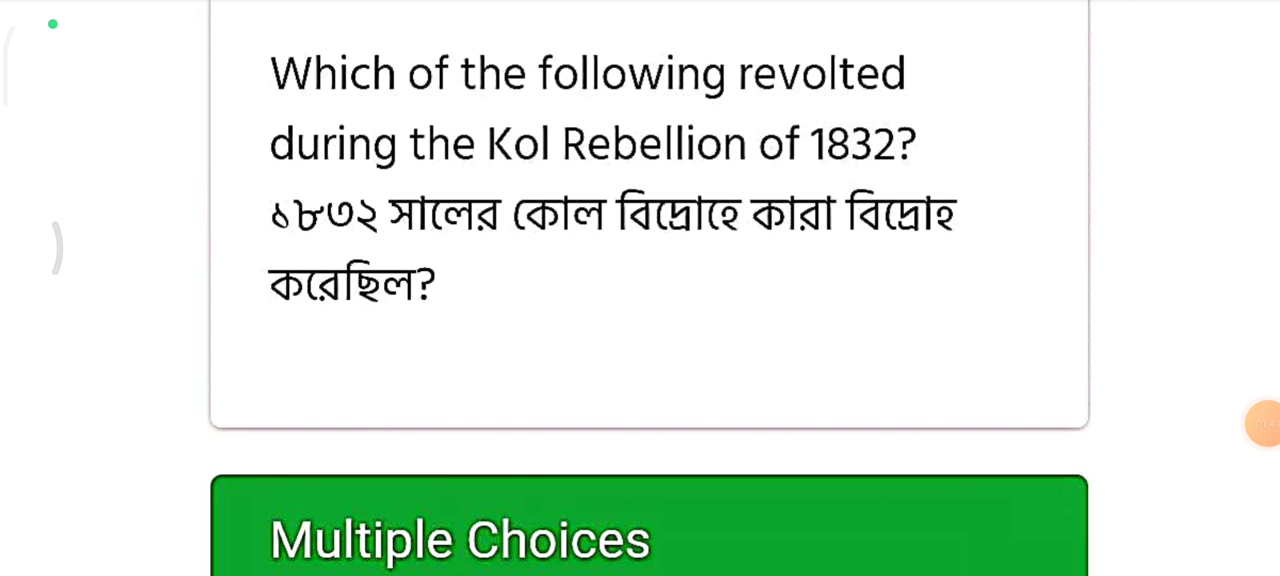 Which of the following revolted
during the Kol Rebellion of 1832?
১৮৩২ সালের কোল বিদ্রোহে কারা বিদ্রোহ
করেছিল?
Multiple Choices